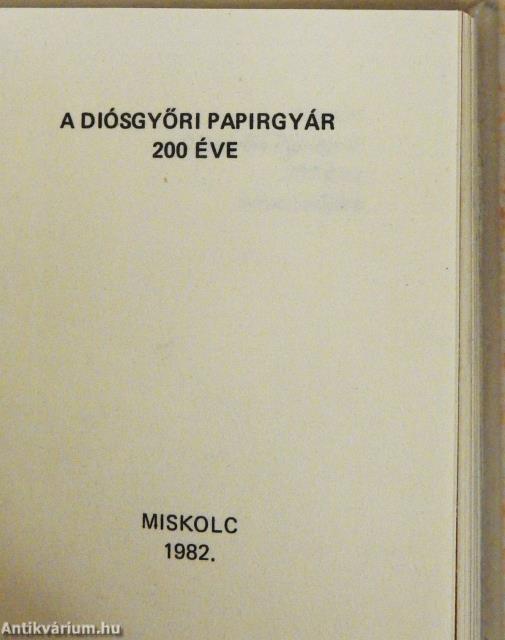 A DIÓSGYŐRI PAPIRGYÁR
200 ÉVE
MISKOLC
1982.
Antikvárium.hu